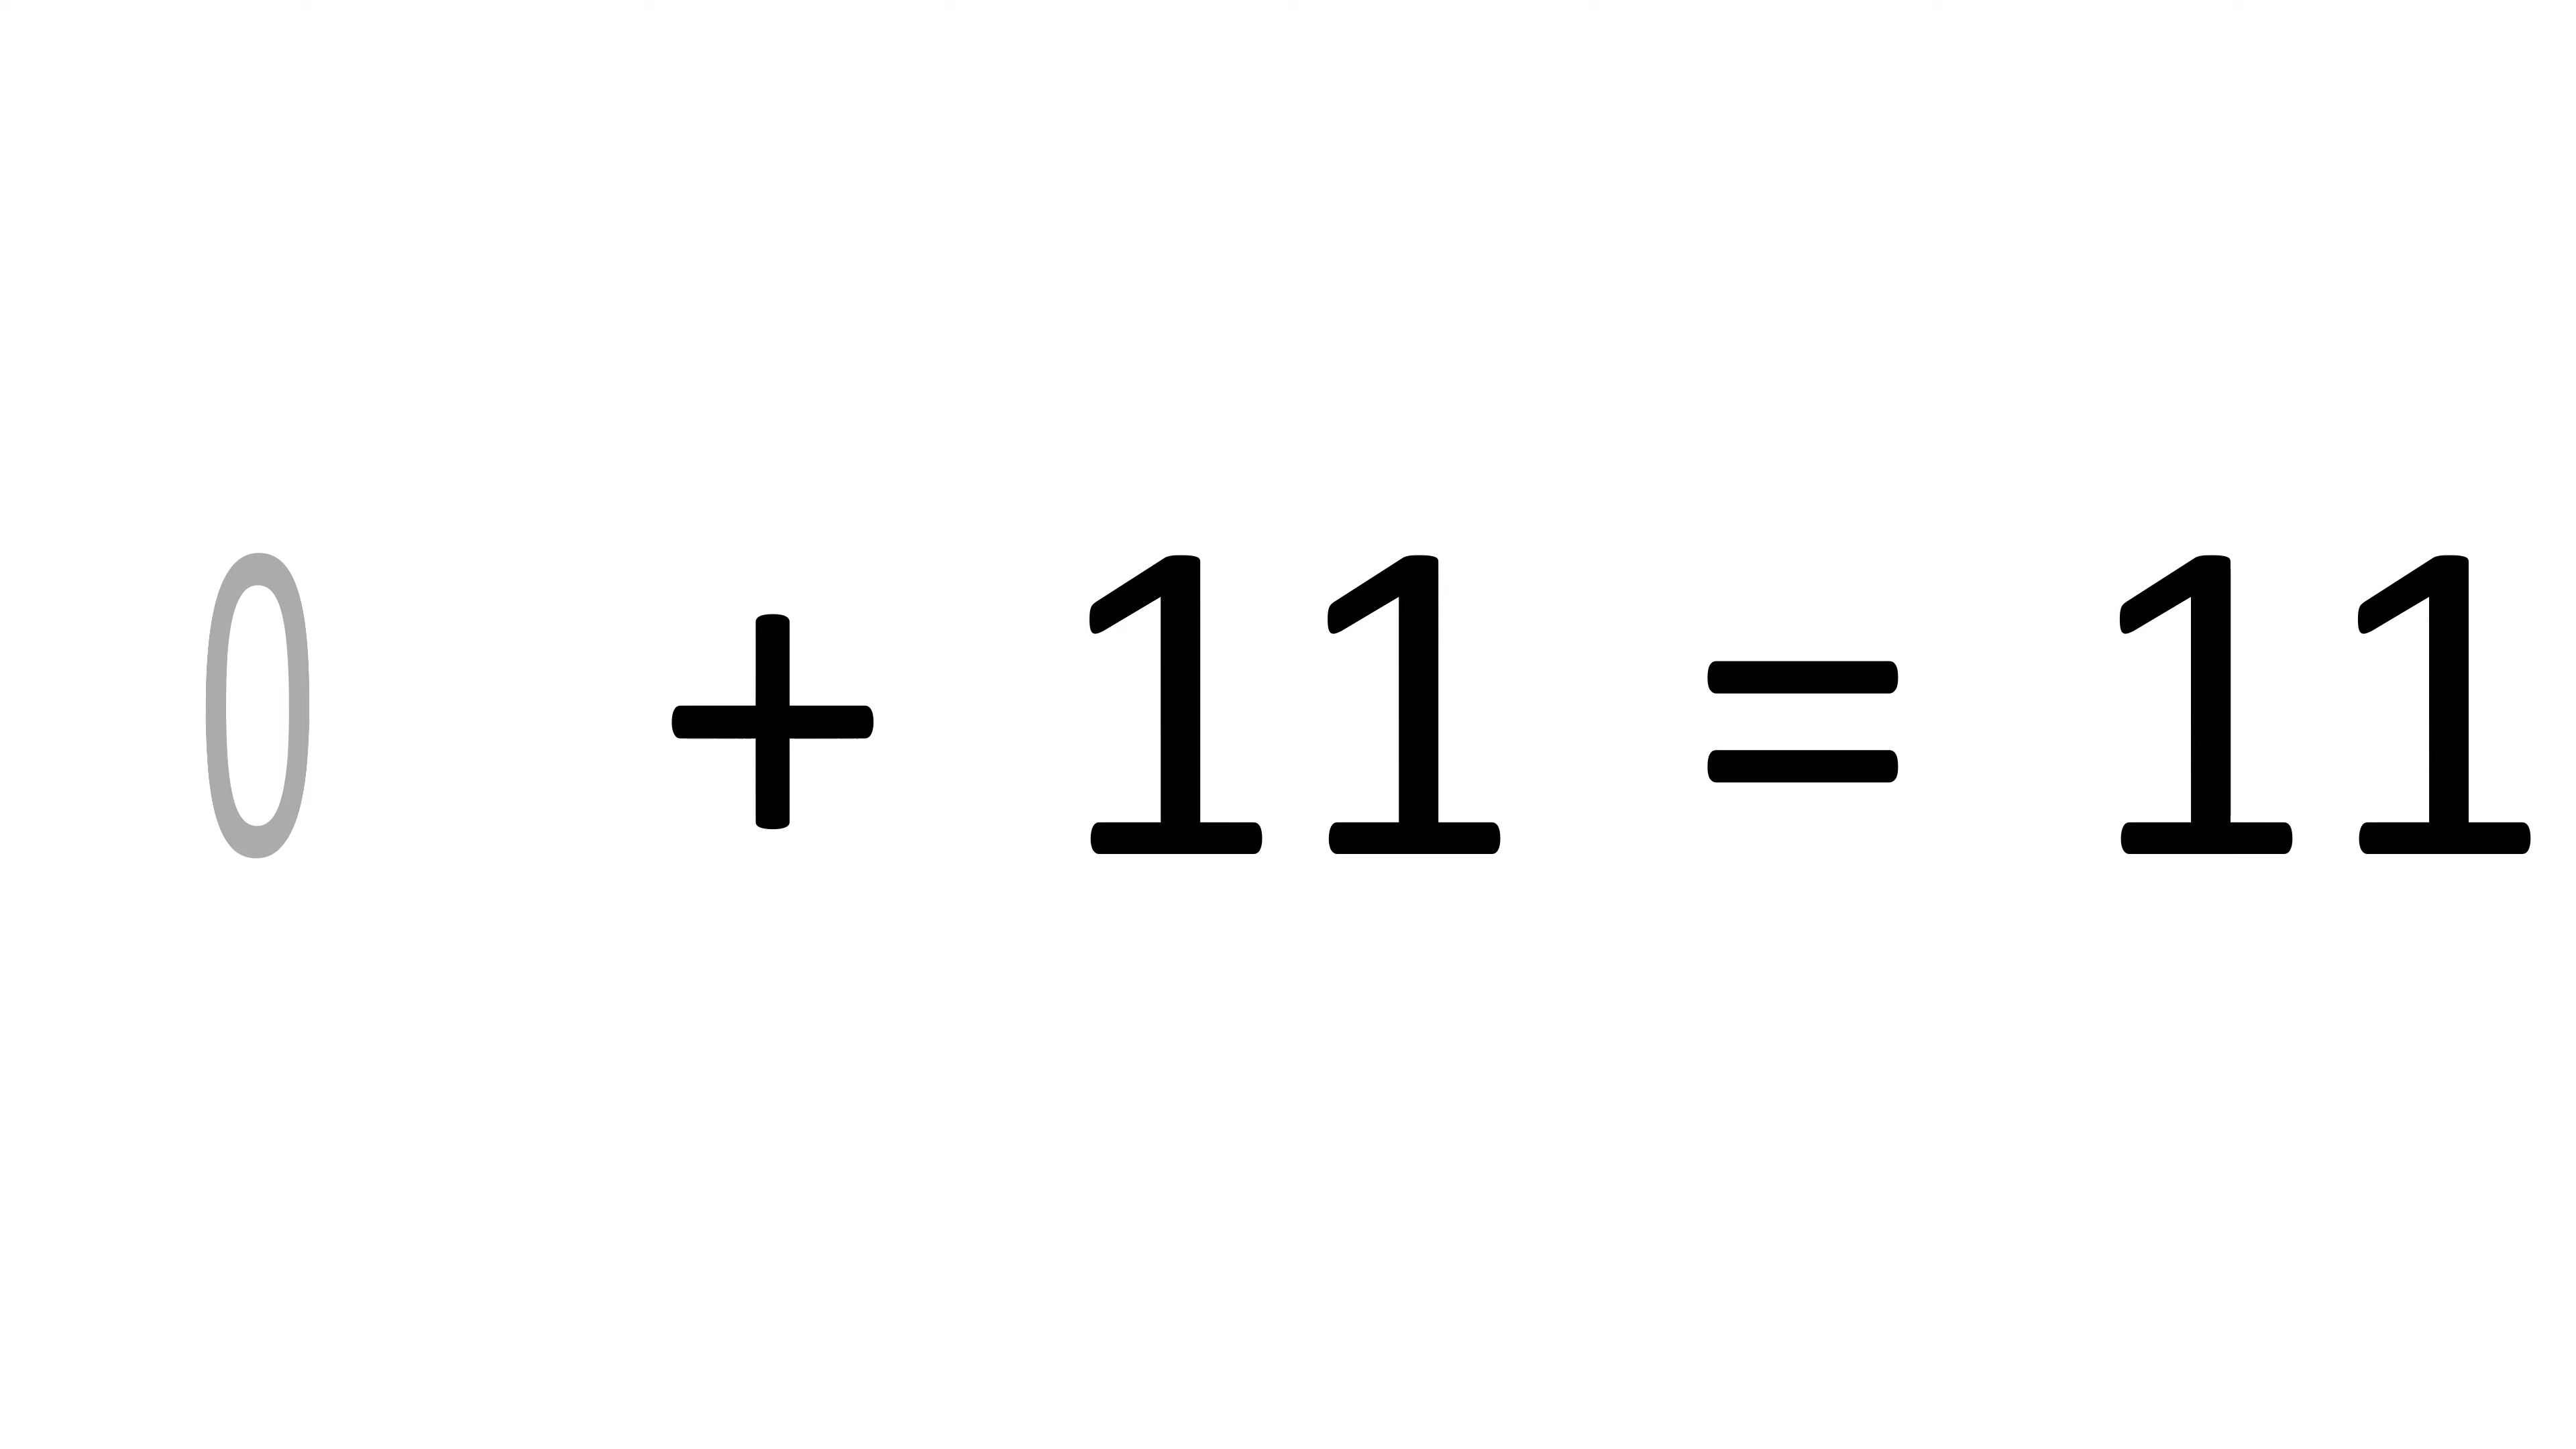 0 + 11 = 11